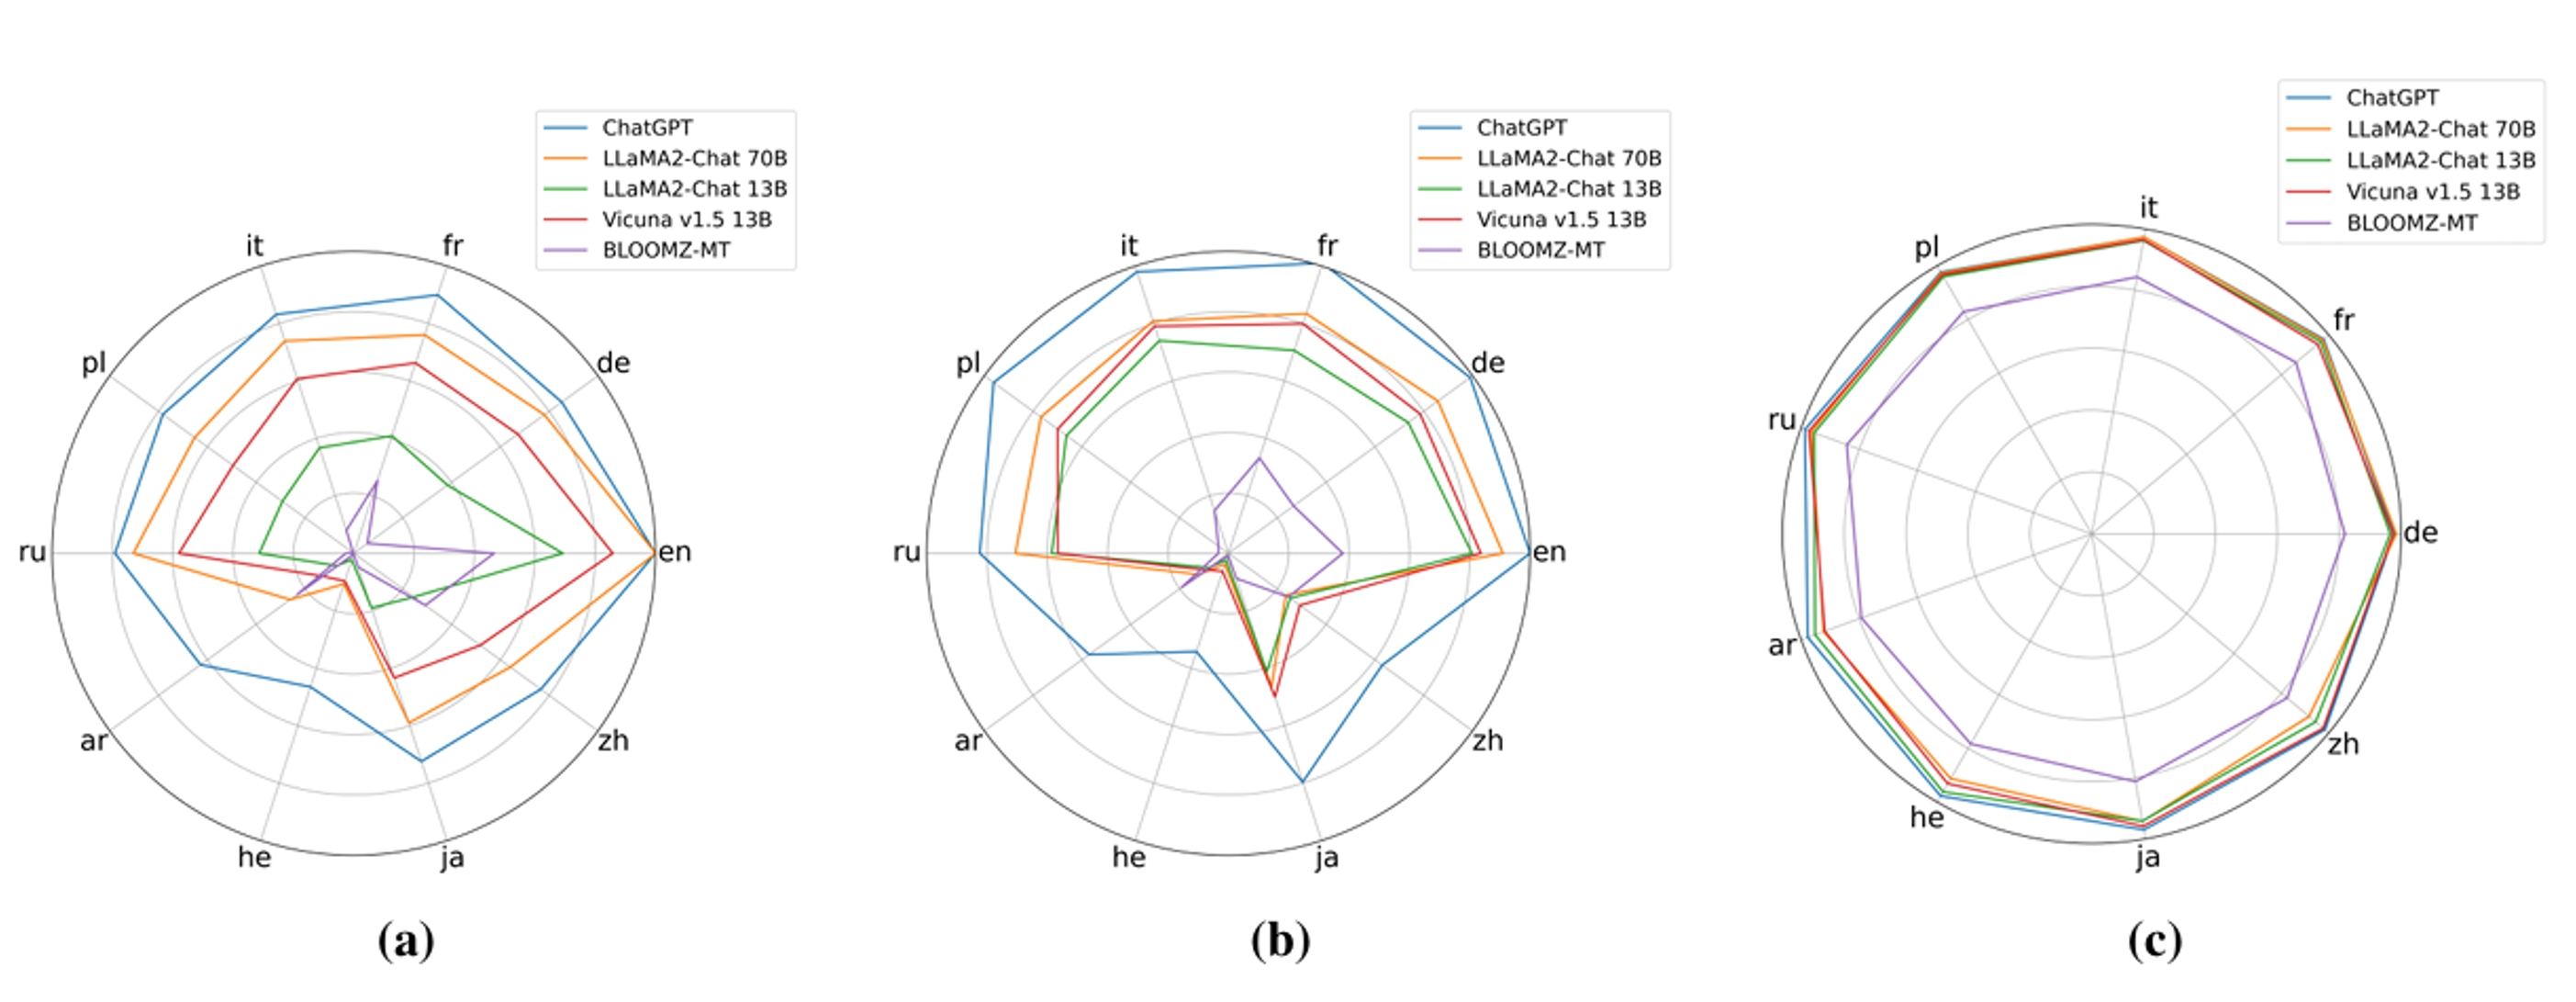 ChatGPT
LLaMA2-Chat 70B
LLaMA2-Chat 13B
Vicuna v1.5 13B
BLOOMZ-MT
it
fr
pl
de
ru
en
ar
zh
he
ja
(a)
ChatGPT
LLaMA2-Chat 70B
LLaMA2-Chat 13B
Vicuna v1.5 13B
BLOOMZ-MT
it
fr
pl
de
ru
en
ar
zh
he
ja
(b)
ChatGPT
LLaMA2-Chat 70B
LLaMA2-Chat 13B
Vicuna v1.5 13B
BLOOMZ-MT
it
pl
fr
ru
de
ar
zh
he
ja
(c)